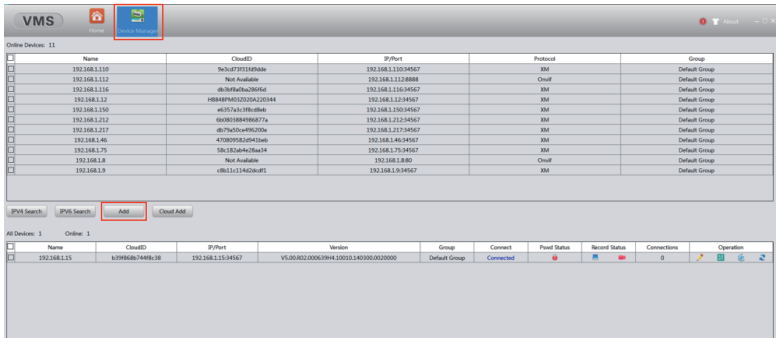 VMS
Home
Device Manager
About
Online Devices: 11
Name CloudID IP/Port Protocol Group
192.168.1.110 9e3cd73f31fd9dde 192.168.1.110:34567 XM Default Group
192.168.1.112 Not Available 192.168.1.112:8888 Onvif Default Group
192.168.1.116 db3bf8a0ba286f6d 192.168.1.116:34567 XM Default Group
192.168.1.12 192.168.1.12:34567 XM Default Group
192.168.1.150 e6357a3c3f8cd8eb 192.168.1.150:34567 XM Default Group
192.168.1.212 6b0803884986877a 192.168.1.212:34567 XM Default Group
192.168.1.217 db79a50ce496200e 192.168.1.217:34567 XM Default Group
192.168.1.46 470809582d941beb 192.168.1.46:34567 XM Default Group
192.168.1.75 58c182ab4e28aa34 192.168.1.75:34567 XM Default Group
192.168.1.8 Not Available 192.168.1.8:80 Onvif Default Group
192.168.1.9 c8b11c114d2dcdf1 192.168.1.9:34567 XM Default Group
IPV4 Search IPV6 Search Add Cloud Add
All Devices: 1 Online: 1
Name CloudID IP/Port Version Group Connect Pswd Status Record Status Connections Operation
192.168.1.15 b39f868b744f8c38 192.168.1.15:34567 V5.00.R02.000639H4.10010.140300.0020000 Default Group Connected 0